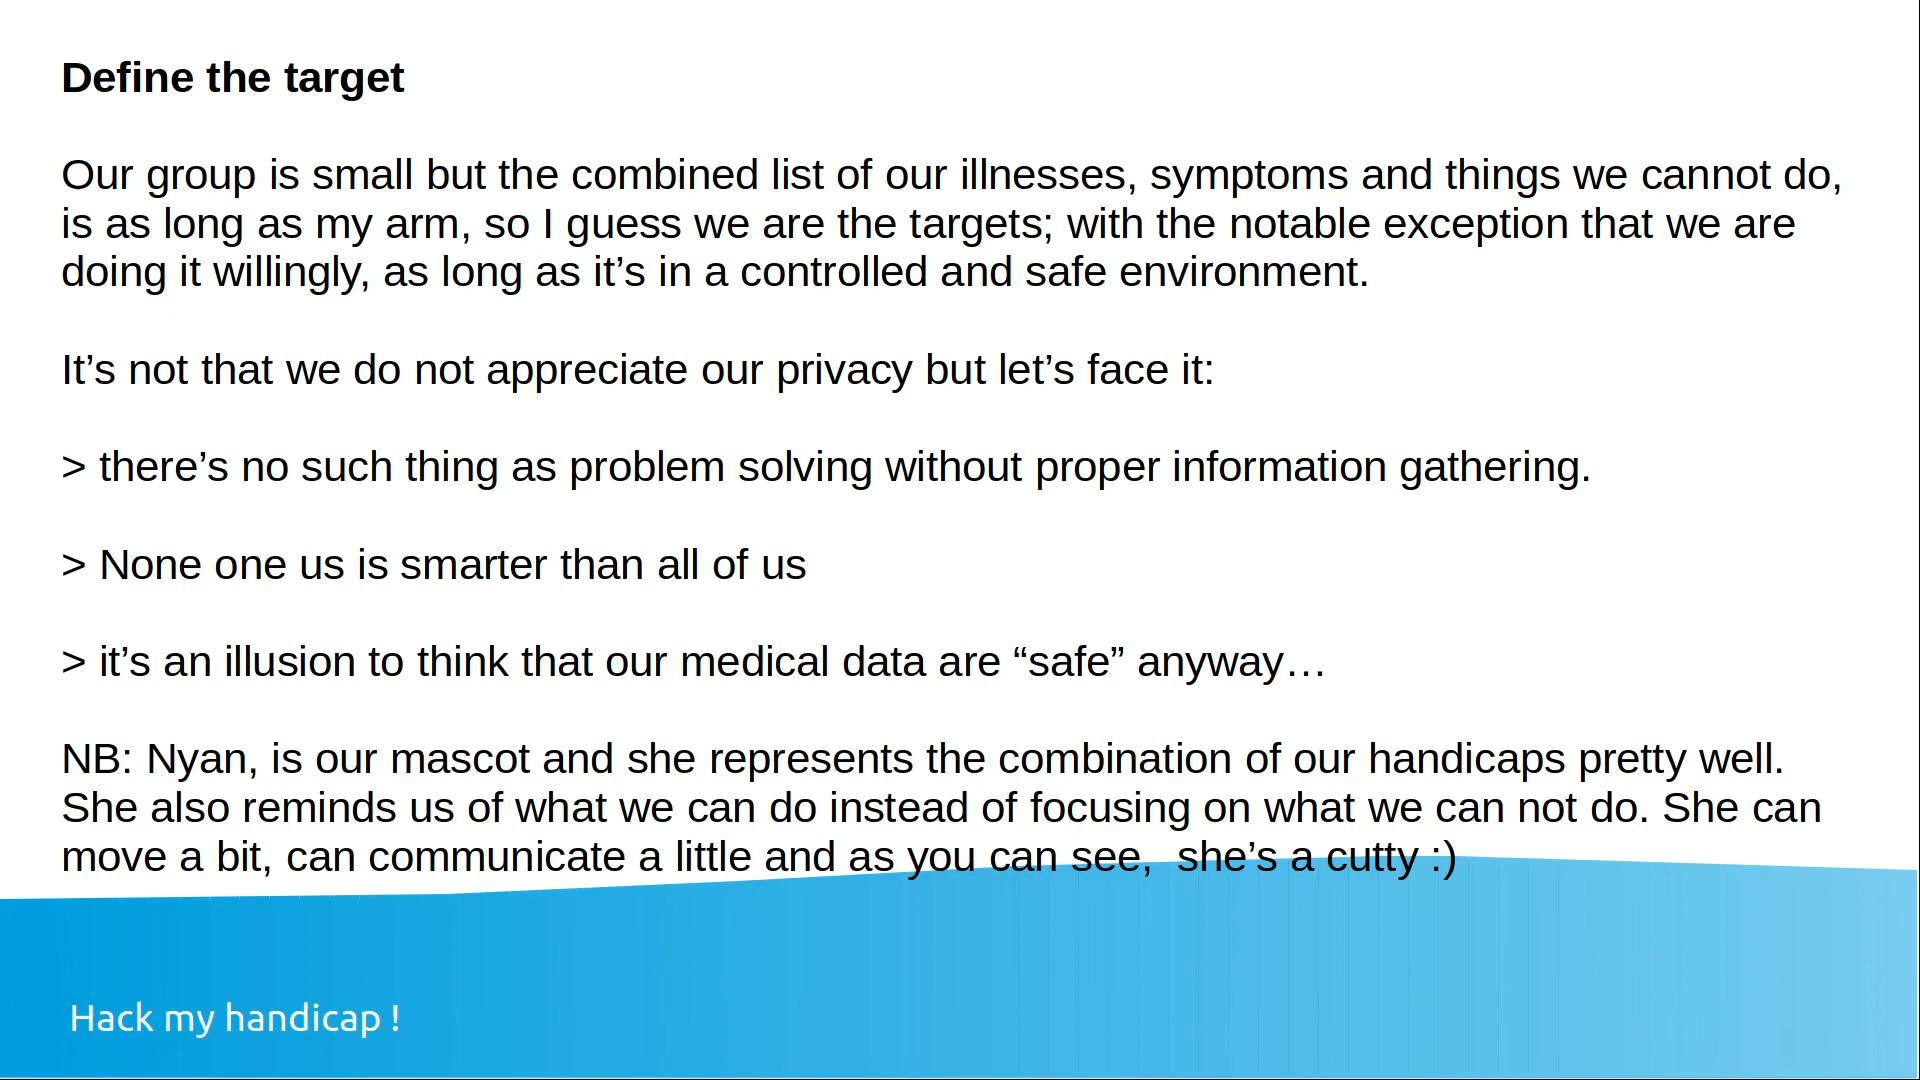 Define the target
Our group is small but the combined list of our illnesses, symptoms and things we cannot do,
is as long as my arm, so I guess we are the targets; with the notable exception that we are
doing it willingly, as long as it’s in a controlled and safe environment.
It’s not that we do not appreciate our privacy but let’s face it:
> there’s no such thing as problem solving without proper information gathering.
> None one us is smarter than all of us
> it’s an illusion to think that our medical data are “safe” anyway…
NB: Nyan, is our mascot and she represents the combination of our handicaps pretty well.
She also reminds us of what we can do instead of focusing on what we can not do. She can
move a bit, can communicate a little and as you can see,  she’s a cutty :)
Hack my handicap !